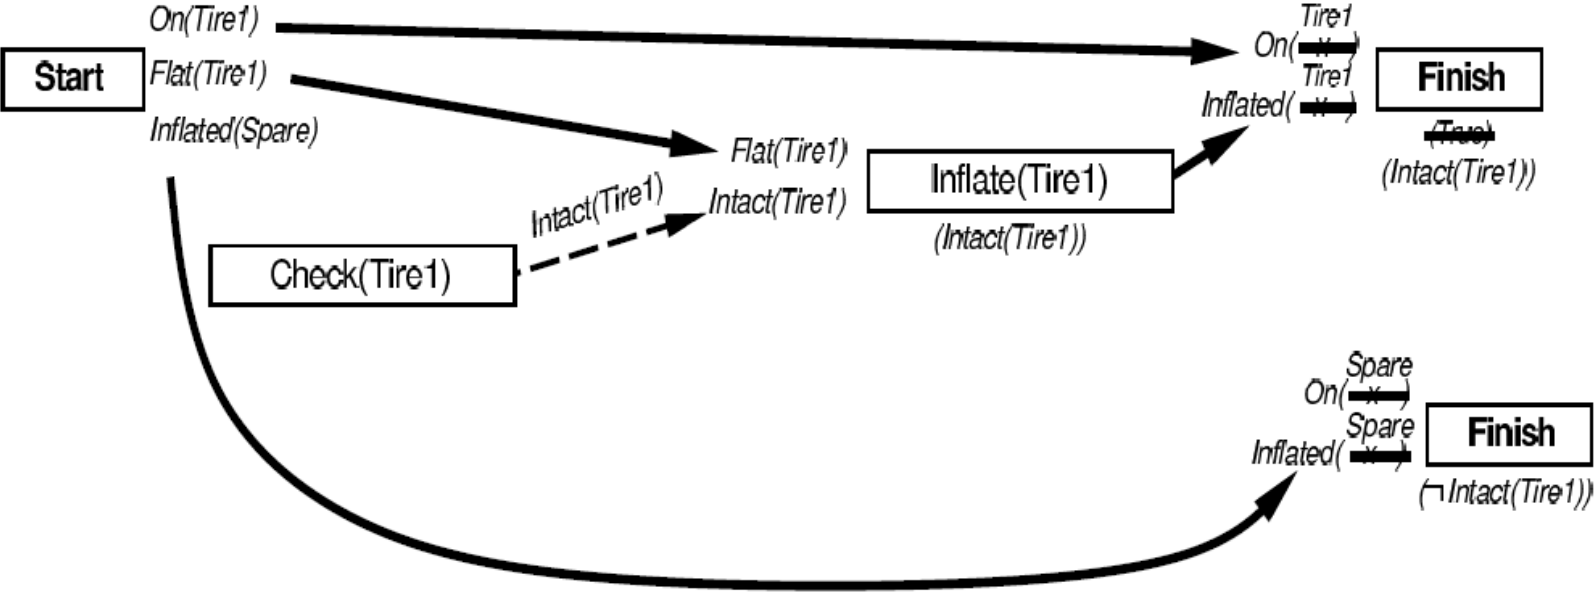 On(Tire1)
Start
Flat(Tire1)
Inflated(Spare)
Tire1
On( x )
Tire1
Inflated( x )
Finish
(True)
(Intact(Tire1))
Flat(Tire1)
Intact(Tire1)
Inflate(Tire1)
(Intact(Tire1))
Intact(Tire1)
Check(Tire1)
Spare
On( x )
Spare
Inflated( x )
Finish
(¬Intact(Tire1))